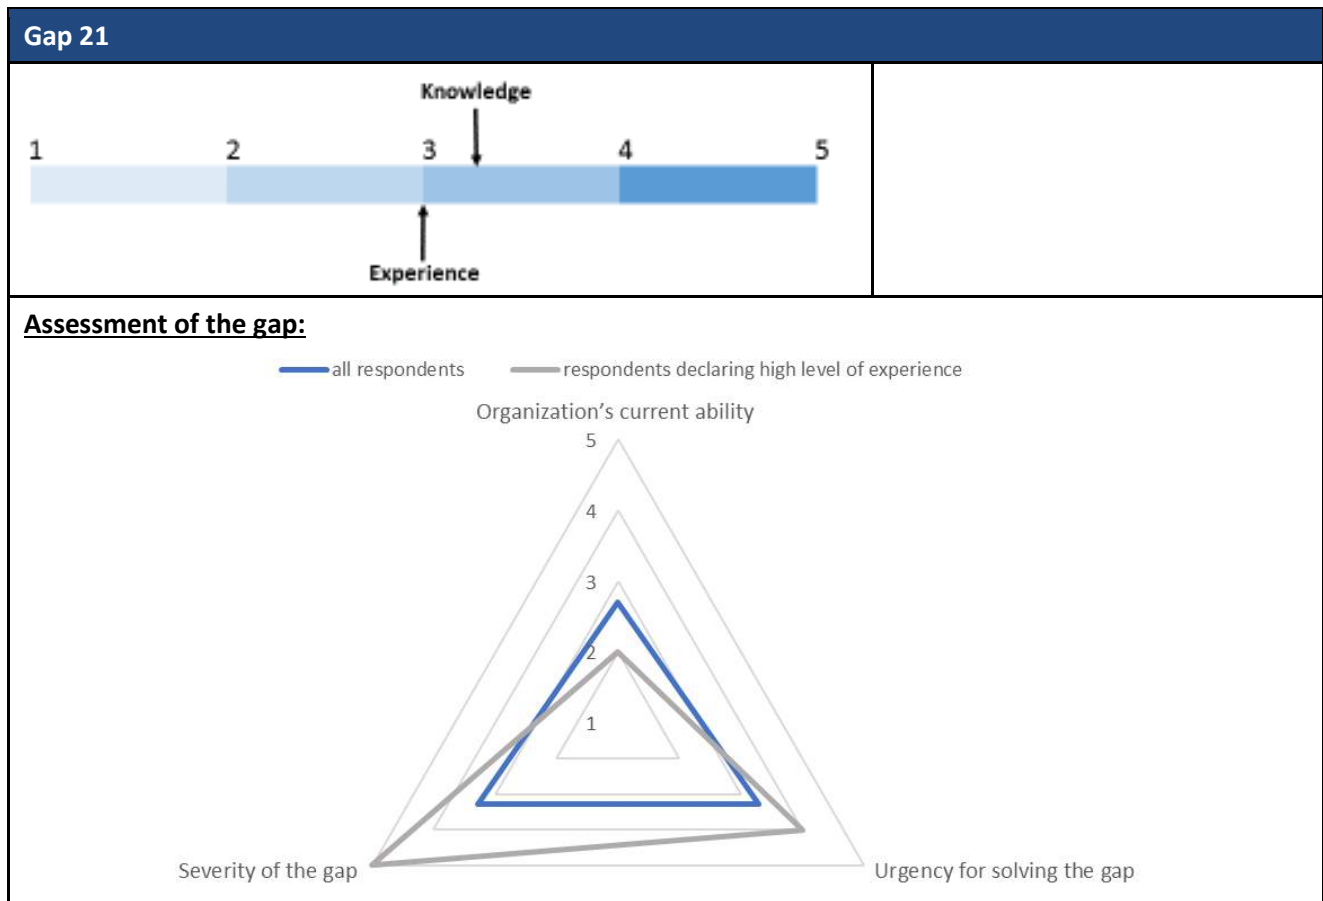 Gap 21
Knowledge
1 2 3 4 5
Experience
Assessment of the gap:
all respondents respondents declaring high level of experience
Organization's current ability
5
4
3
2
1
Severity of the gap Urgency for solving the gap